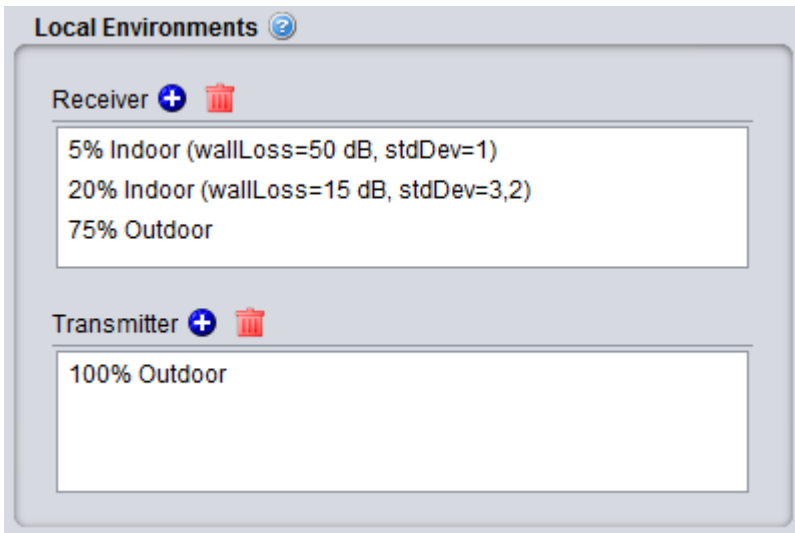 Local Environments
Receiver
5% Indoor (wallLoss=50 dB, stdDev=1)
20% Indoor (wallLoss=15 dB, stdDev=3,2)
75% Outdoor
Transmitter
100% Outdoor